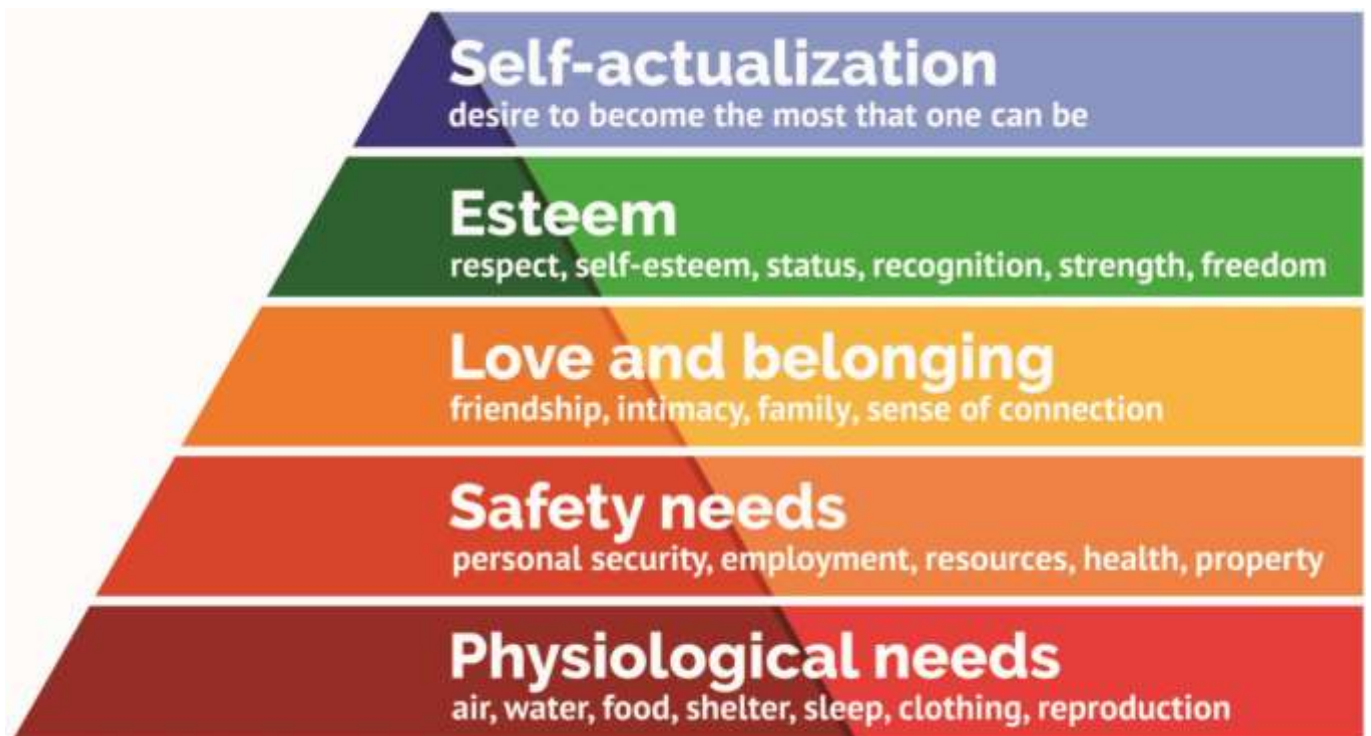 Self-actualization
desire to become the most that one can be
Esteem
respect, self-esteem, status, recognition, strength, freedom
Love and belonging
friendship, intimacy, family, sense of connection
Safety needs
personal security, employment, resources, health, property
Physiological needs
air, water, food, shelter, sleep, clothing, reproduction